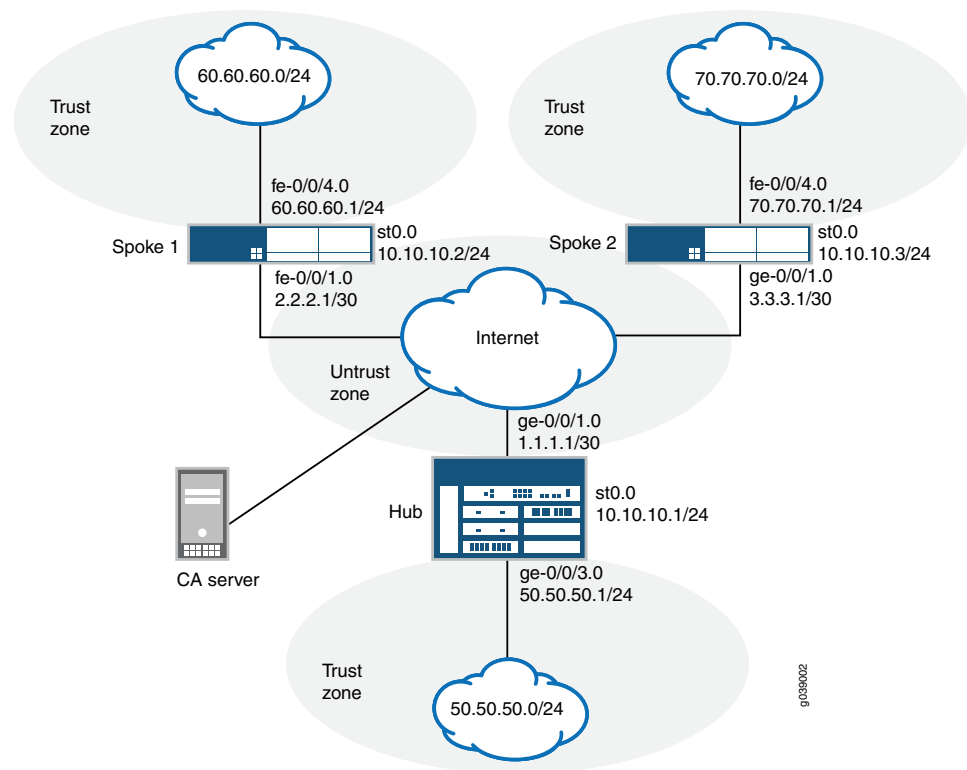 60.60.60.0/24
70.70.70.0/24
Trust
zone
Trust
zone
fe-0/0/4.0
60.60.60.1/24
fe-0/0/4.0
70.70.70.1/24
Spoke 1
st0.0
10.10.10.2/24
Spoke 2
st0.0
10.10.10.3/24
fe-0/0/1.0
2.2.2.1/30
ge-0/0/1.0
3.3.3.1/30
Internet
Untrust
zone
ge-0/0/1.0
1.1.1.1/30
Hub
st0.0
10.10.10.1/24
CA server
ge-0/0/3.0
50.50.50.1/24
Trust
zone
50.50.50.0/24
g039002